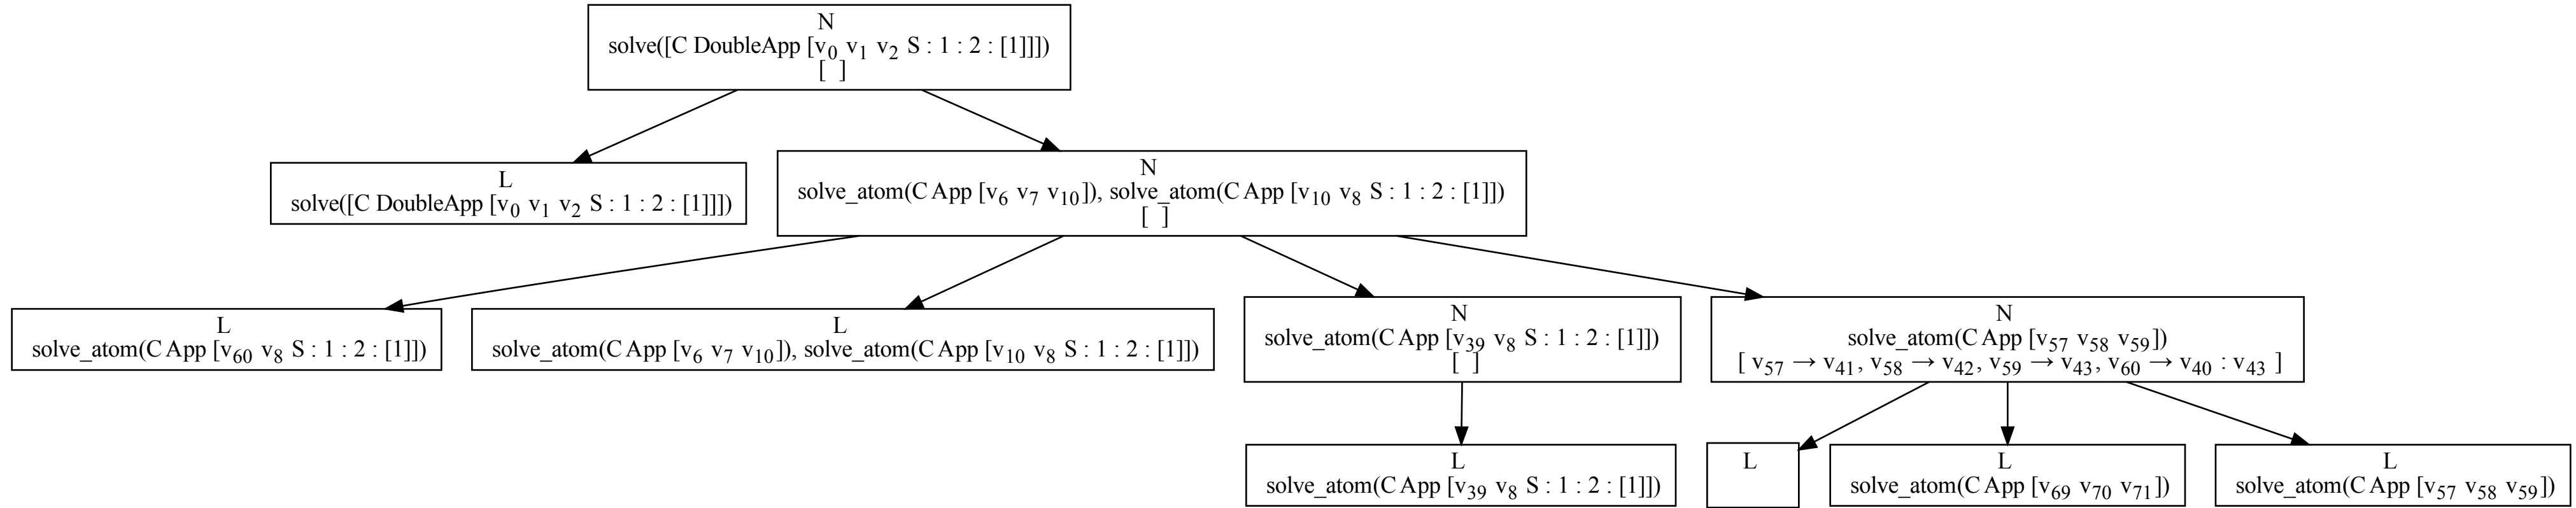 N
solve([C DoubleApp [v₀ v₁ v₂ S : 1 : 2 : [1]]])
[ ]
L
solve([C DoubleApp [v₀ v₁ v₂ S : 1 : 2 : [1]]])
N
solve_atom(C App [v₆ v₇ v₁₀]), solve_atom(C App [v₁₀ v₈ S : 1 : 2 : [1]])
[ ]
L
solve_atom(C App [v₆₀ v₈ S : 1 : 2 : [1]])
L
solve_atom(C App [v₆ v₇ v₁₀]), solve_atom(C App [v₁₀ v₈ S : 1 : 2 : [1]])
N
solve_atom(C App [v₃₉ v₈ S : 1 : 2 : [1]])
[ ]
N
solve_atom(C App [v₅₇ v₅₈ v₅₉])
[ v₅₇ → v₄₁ , v₅₈ → v₄₂ , v₅₉ → v₄₃ , v₆₀ → v₄₀ : v₄₃ ]
L
solve_atom(C App [v₃₉ v₈ S : 1 : 2 : [1]])
L
L
solve_atom(C App [v₆₉ v₇₀ v₇₁])
L
solve_atom(C App [v₅₇ v₅₈ v₅₉])